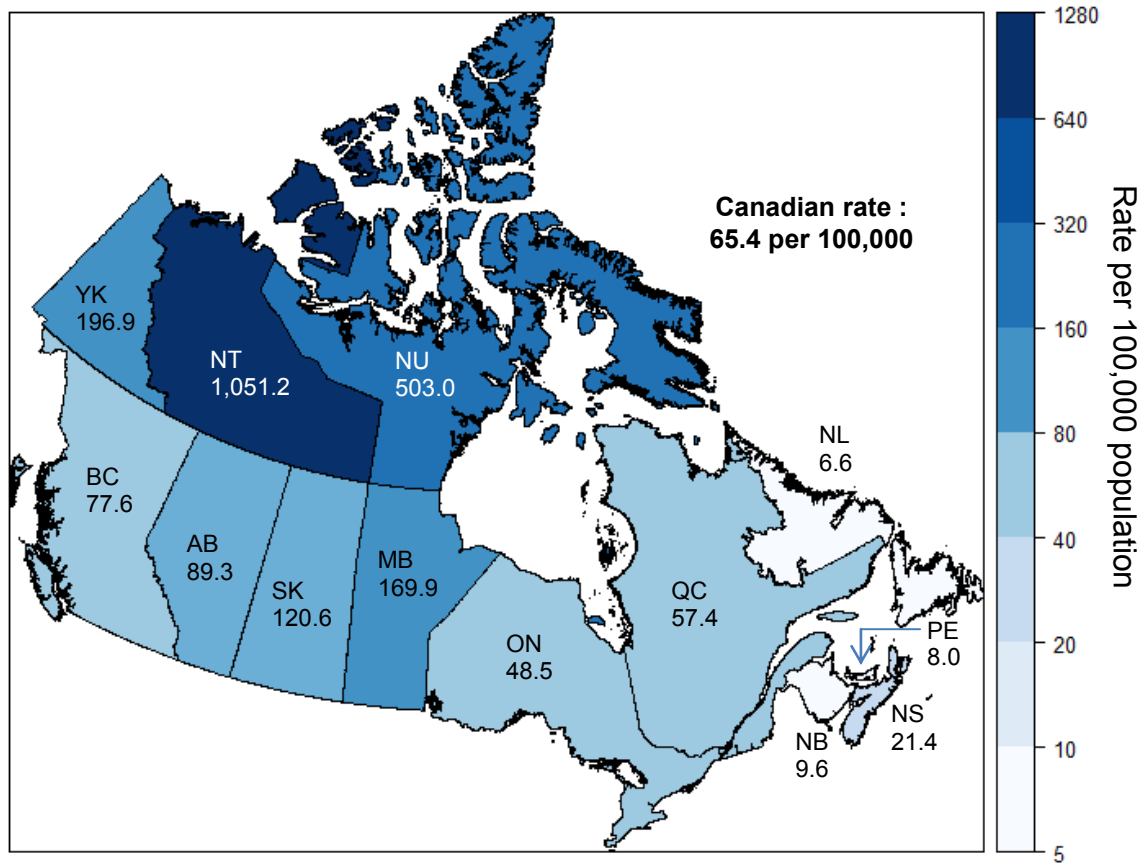 Canadian rate :
65.4 per 100,000
YK
196.9
NT
1,051.2
NU
503.0
BC
77.6
AB
89.3
SK
120.6
MB
169.9
ON
48.5
QC
57.4
NL
6.6
PE
8.0
NS
21.4
NB
9.6
1280
640
320
160
80
40
20
10
5
Rate per 100,000 population